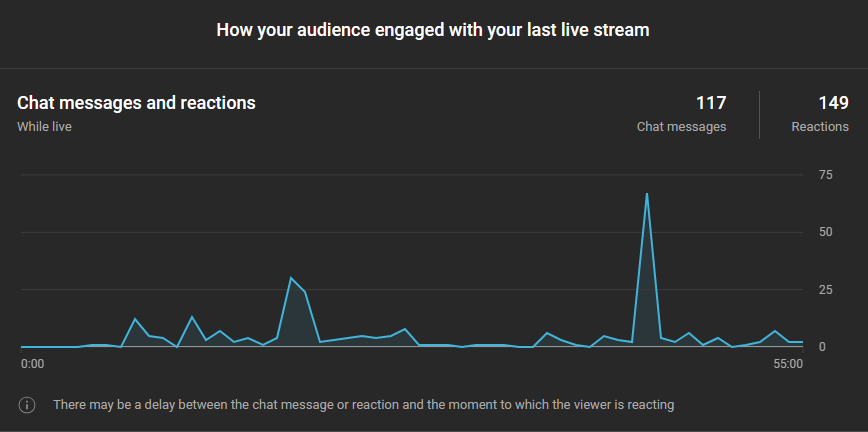 How your audience engaged with your last live stream
Chat messages and reactions
While live
117
Chat messages
149
Reactions
75
50
25
0
0:00
55:00
There may be a delay between the chat message or reaction and the moment to which the viewer is reacting